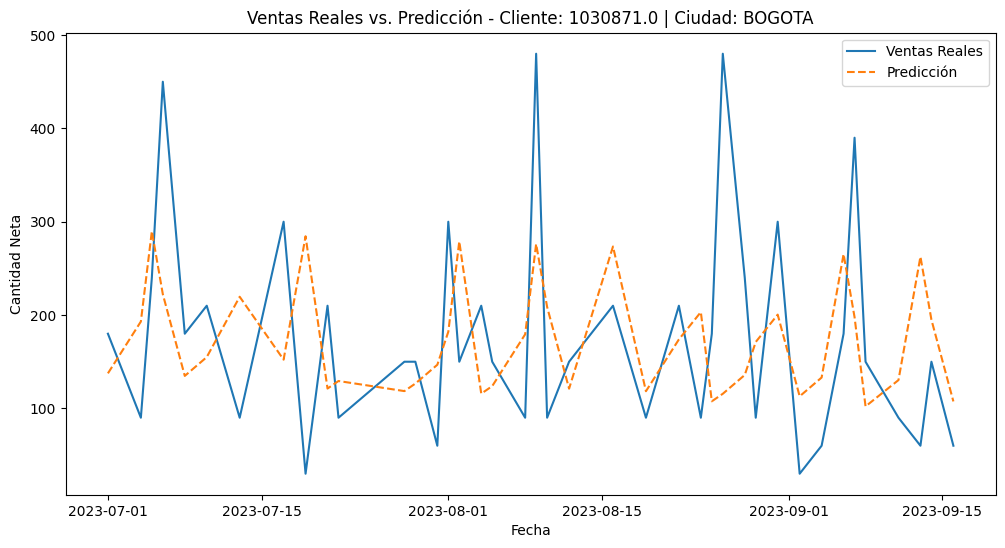 Ventas Reales vs. Predicción - Cliente: 1030871.0 | Ciudad: BOGOTA
Ventas Reales
Predicción
Cantidad Neta
500
400
300
200
100
2023-07-01
2023-07-15
2023-08-01
2023-08-15
2023-09-01
2023-09-15
Fecha